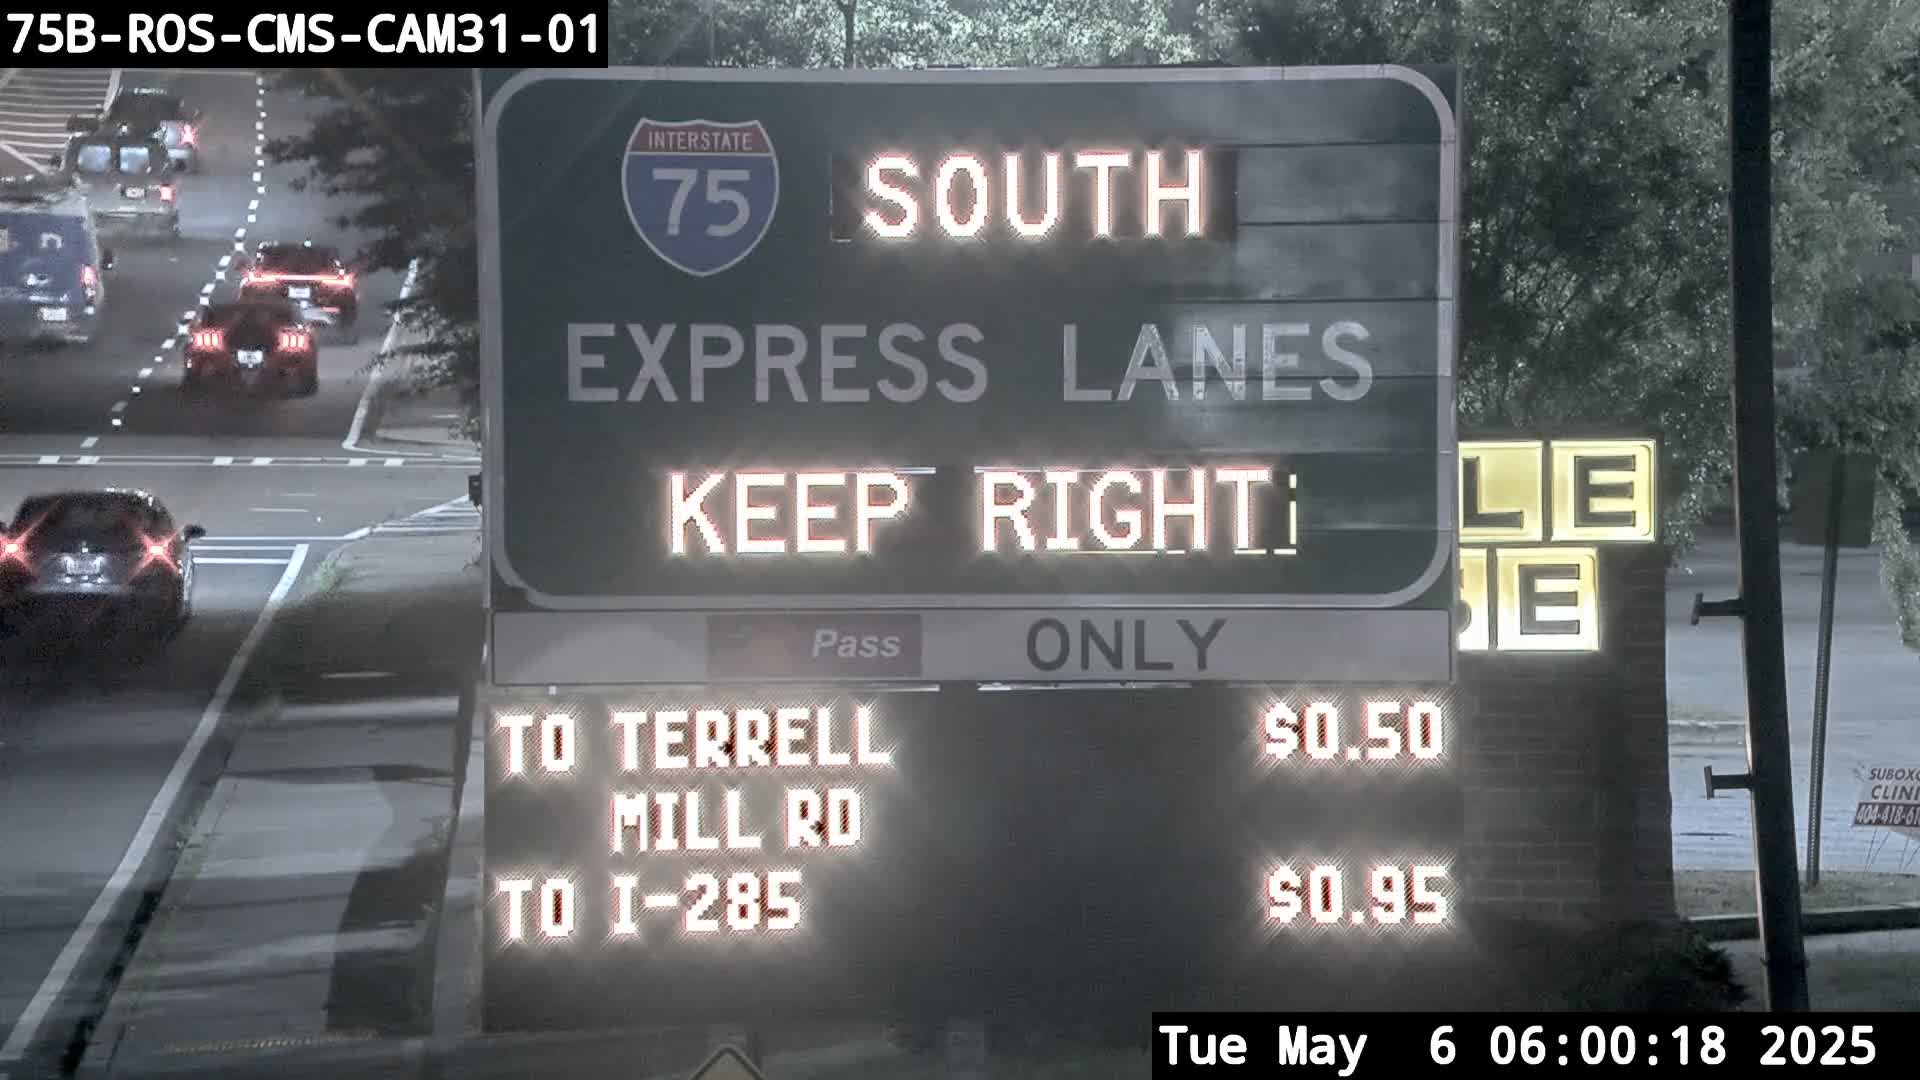 75B-ROS-CMS-CAM31-01
INTERSTATE
75
SOUTH
EXPRESS LANES
KEEP RIGHT
Pass ONLY
TO TERRELL $0.50
MILL RD
TO I-285 $0.95
LE
E
Tue May 6 06:00:18 2025